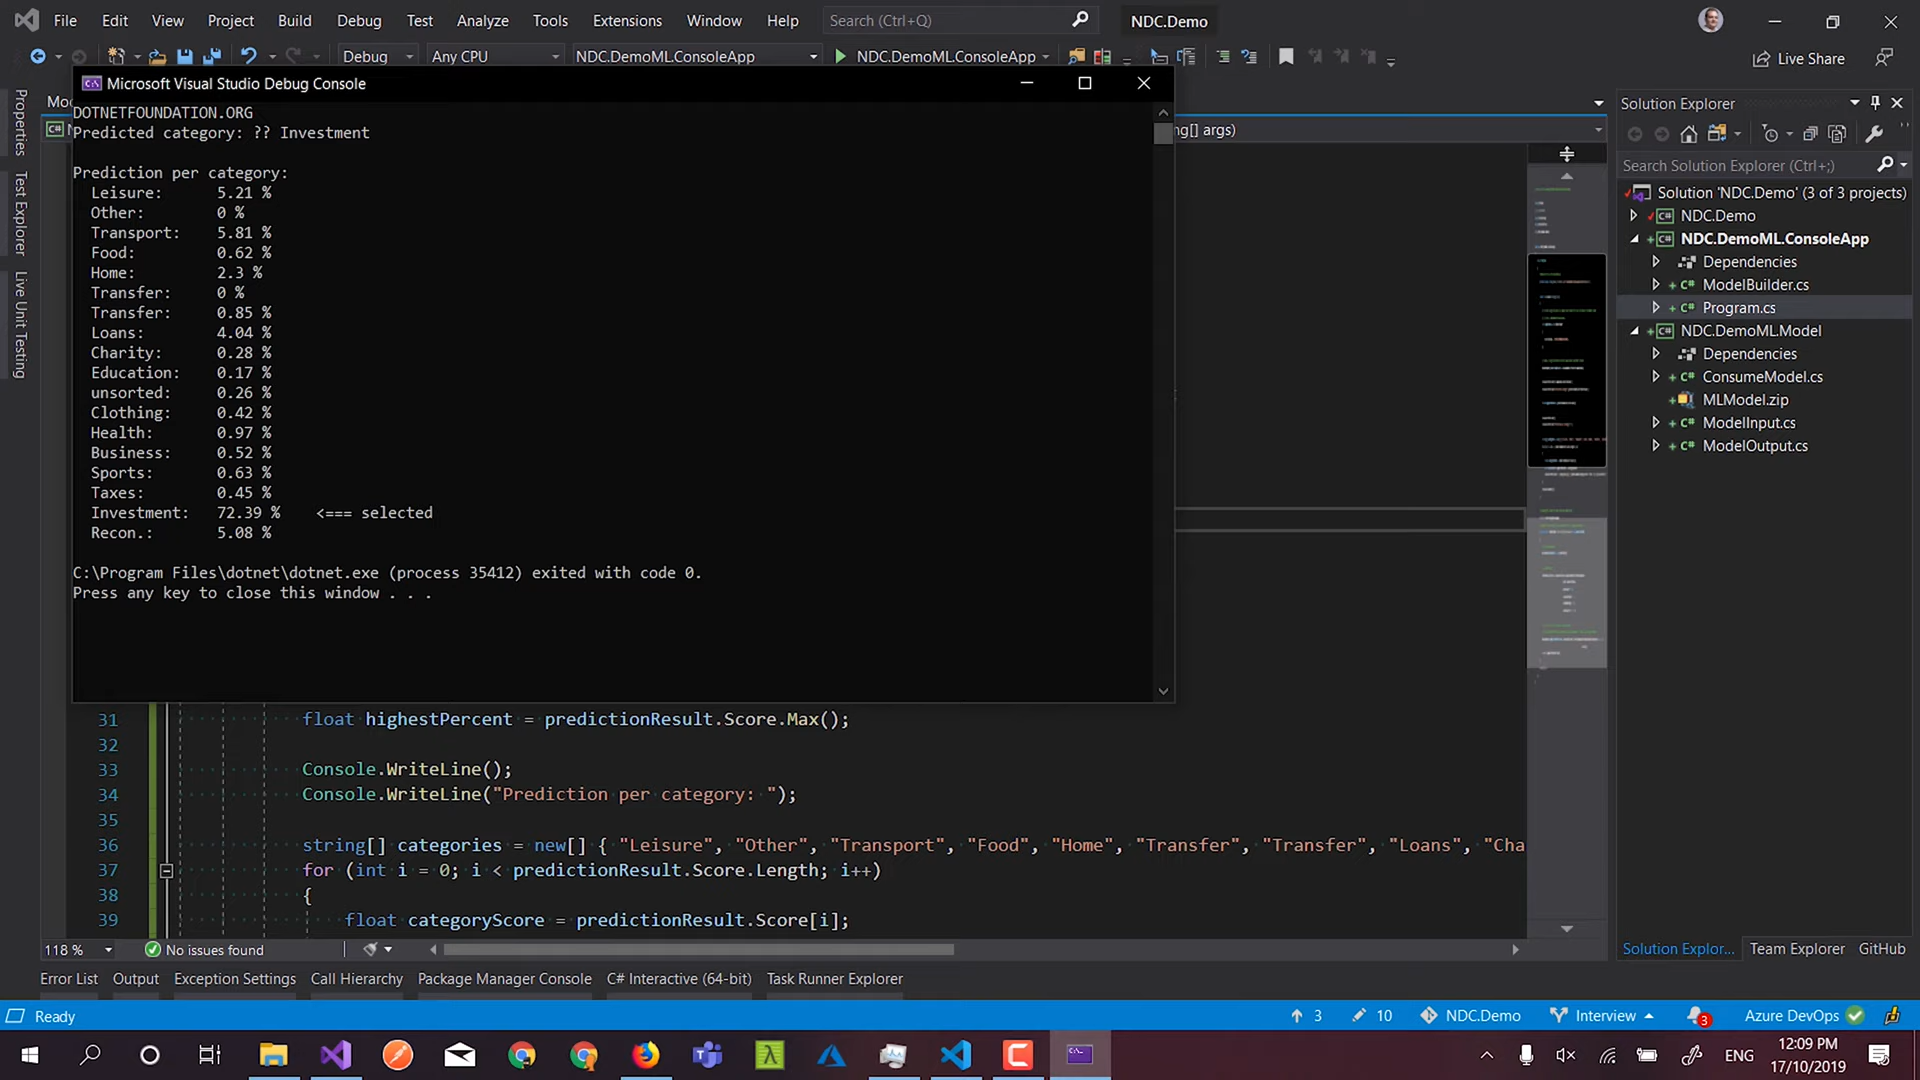 File Edit View Project Build Debug Test Analyze Tools Extensions Window Help Search (Ctrl+Q) NDC.Demo
Debug Any CPU NDC.DemoML.ConsoleApp NDC.DemoML.ConsoleApp Live Share
Microsoft Visual Studio Debug Console
DOTNETFOUNDATION.ORG
Predicted category: ?? Investment
Prediction per category:
Leisure: 5.21 %
Other: 0 %
Transport: 5.81 %
Food: 0.62 %
Home: 2.3 %
Transfer: 0 %
Transfer: 0.85 %
Loans: 4.04 %
Charity: 0.28 %
Education: 0.17 %
unsorted: 0.26 %
Clothing: 0.42 %
Health: 0.97 %
Business: 0.52 %
Sports: 0.63 %
Taxes: 0.45 %
Investment: 72.39 % <=== selected
Recon.: 5.08 %
C:\Program Files\dotnet\dotnet.exe (process 35412) exited with code 0.
Press any key to close this window . . .
Properties
Test Explorer
Live Unit Testing
Mo
ng[] args)
31 float highestPercent = predictionResult.Score.Max();
32
33 Console.WriteLine();
34 Console.WriteLine("Prediction per category: ");
35
36 string[] categories = new[] { "Leisure", "Other", "Transport", "Food", "Home", "Transfer", "Transfer", "Loans", "Cha
37 for (int i = 0; i < predictionResult.Score.Length; i++)
38 {
39 float categoryScore = predictionResult.Score[i];
118 % No issues found
Solution Explorer
Search Solution Explorer (Ctrl+;)
Solution 'NDC.Demo' (3 of 3 projects)
NDC.Demo
NDC.DemoML.ConsoleApp
Dependencies
ModelBuilder.cs
Program.cs
NDC.DemoML.Model
Dependencies
ConsumeModel.cs
MLModel.zip
ModelInput.cs
ModelOutput.cs
Solution Explor... Team Explorer GitHub
Error List Output Exception Settings Call Hierarchy Package Manager Console C# Interactive (64-bit) Task Runner Explorer
Ready 3 10 NDC.Demo Interview 3 Azure DevOps
ENG 12:09 PM
17/10/2019